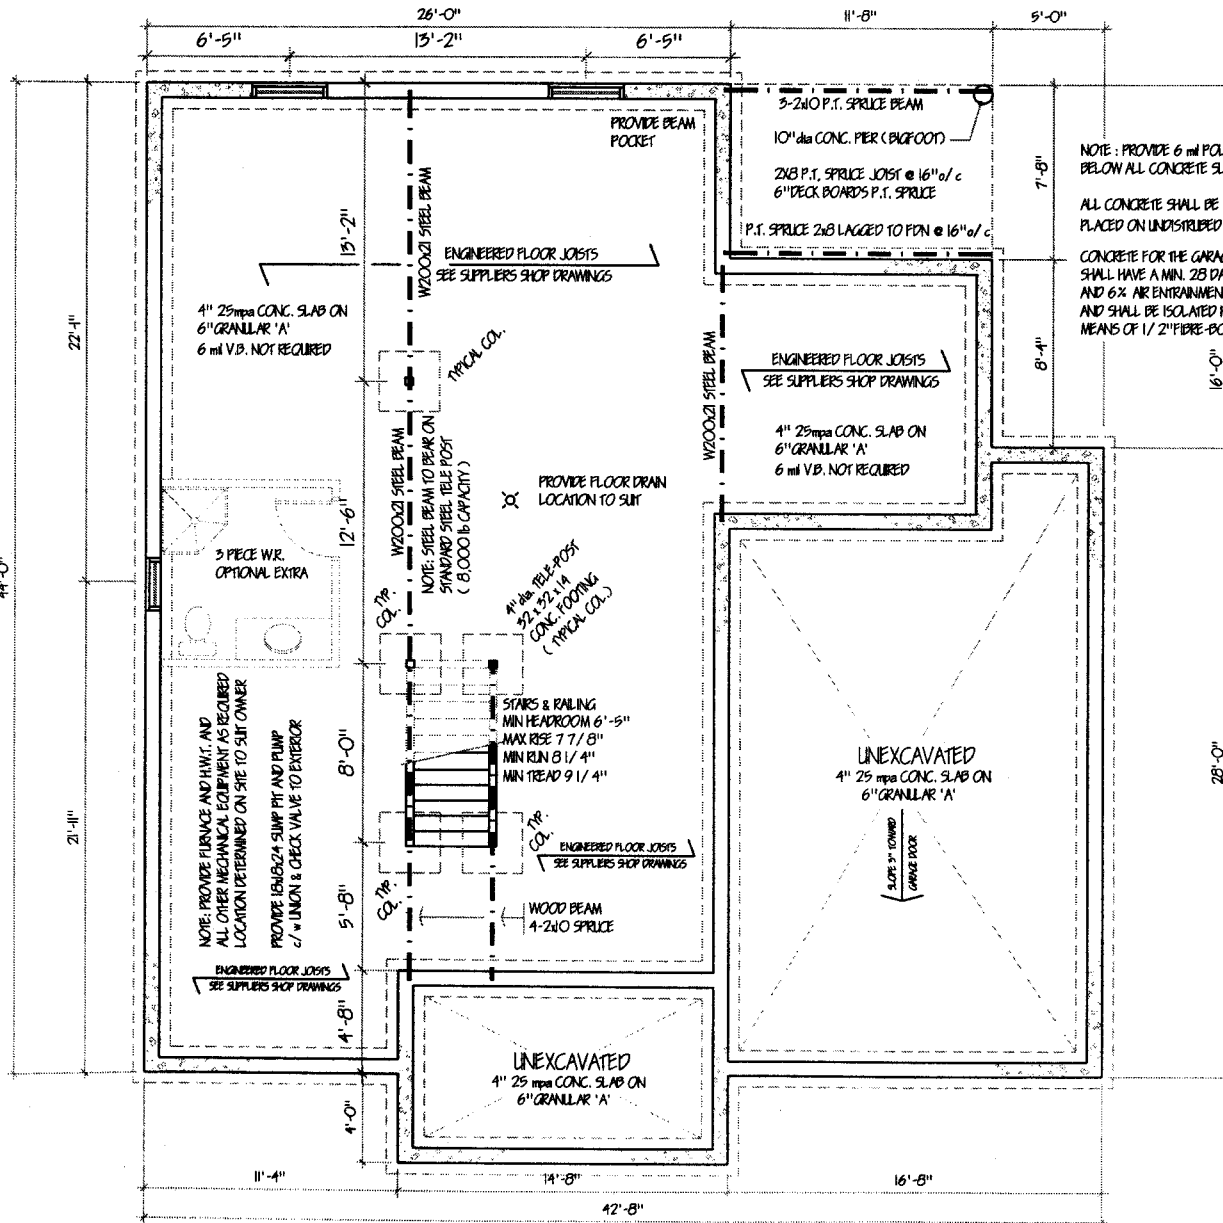 26'-0"
11'-8"
5'-0"
6'-5"
13'-2"
6'-5"
3-2x10 P.T. SPRUCE BEAM
10" dia CONC. PIER (BIGFOOT)
2X8 P.T. SPRUCE JOIST @ 16"o/c
6" DECK BOARDS P.T. SPRUCE
P.T. SPRUCE 2x8 LAGGED TO FDN @ 16"o/c
7'-8"
8'-4"
16'-0"
28'-0"
NOTE : PROVIDE 6 mil
BELOW ALL CONCRETE
ALL CONCRETE SHALL BE
PLACED ON UNDISTRUBED
CONCRETE FOR THE
SHALL HAVE A MIN. 28
AND 6% AIR
AND SHALL BE ISOLATED
MEANS OF 1/2"
PROVIDE BEAM
POCKET
W200x21 STEEL BEAM
13'-2"
22'-1"
44'-0"
ENGINEERED FLOOR JOISTS
SEE SUPPLIERS SHOP DRAWINGS
4" 25mpa CONC. SLAB ON
6" GRANULAR 'A'
6 mil V.B. NOT REQUIRED
TYPICAL COL.
W200x21 STEEL BEAM
ENGINEERED FLOOR JOISTS
SEE SUPPLIERS SHOP DRAWINGS
4" 25mpa CONC. SLAB ON
6" GRANULAR 'A'
6 mil V.B. NOT REQUIRED
12'-6"
W200x21 STEEL BEAM
NOTE: STEEL BEAM TO BEAR ON
STANDARD STEEL TELE POST
( 8,000 lb CAPACITY )
PROVIDE FLOOR DRAIN
LOCATION TO SUIT
3 PIECE W.R.
OPTIONAL EXTRA
TYP.
COL.
4" dia. TELE-POST
32 x 32 x 14
CONC. FOOTING
( TYPICAL COL.)
STAIRS & RAILING
MIN HEADROOM 6'-5"
MAX RISE 7 7/8"
MIN RUN 8 1/4"
MIN TREAD 9 1/4"
8'-0"
21'-11"
NOTE: PROVIDE FURNACE AND H.W.T. AND
ALL OTHER MECHANICAL EQUIPMENT AS REQUIRED
LOCATION DETERMINED ON SITE TO SUIT OWNER
PROVIDE 18x18x24 SUMP PIT AND PUMP
c/w UNION & CHECK VALVE TO EXTERIOR
TYP.
COL.
TYP.
COL.
ENGINEERED FLOOR JOISTS
SEE SUPPLIERS SHOP DRAWINGS
WOOD BEAM
4-2x10 SPRUCE
5'-8"
UNEXCAVATED
4" 25 mpa CONC. SLAB ON
6" GRANULAR 'A'
SLOPE 3" TOWARD
GARAGE DOOR
ENGINEERED FLOOR JOISTS
SEE SUPPLIERS SHOP DRAWINGS
4'-8"
UNEXCAVATED
4" 25 mpa CONC. SLAB ON
6" GRANULAR 'A'
4'-0"
11'-4"
14'-8"
16'-8"
42'-8"